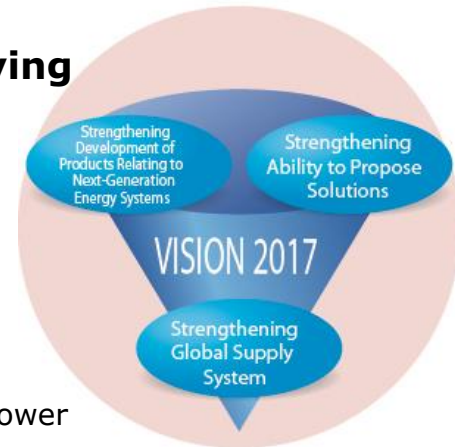 ving
Strengthening
Development of
Products Relating to
Next-Generation
Energy Systems
Strengthening
Ability to Propose
Solutions
VISION 2017
Strengthening
Global Supply
System
ower